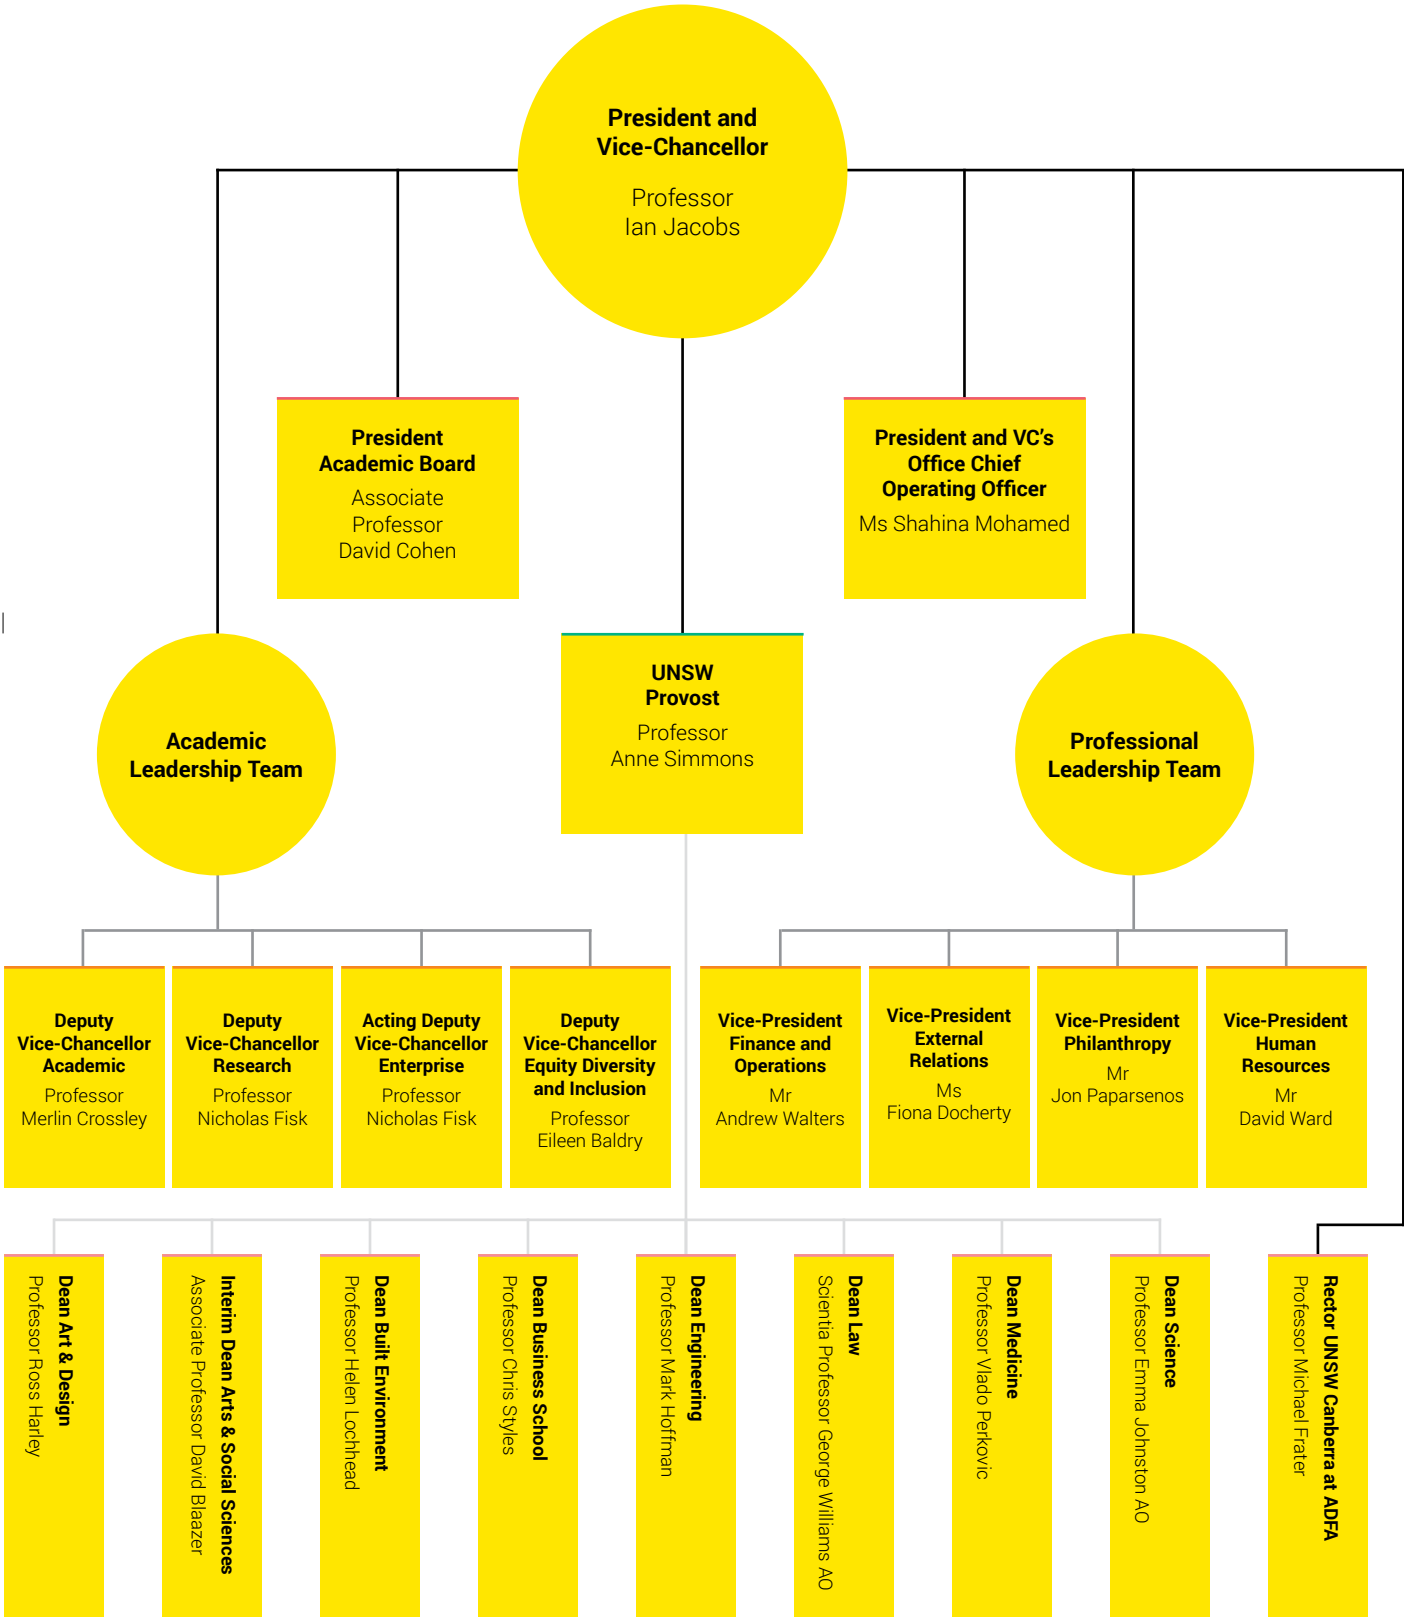 President and
Vice-Chancellor
Professor
Ian Jacobs
President
Academic Board
Associate
Professor
David Cohen
President and VC's
Office Chief
Operating Officer
Ms Shahina Mohamed
Academic
Leadership Team
UNSW
Provost
Professor
Anne Simmons
Professional
Leadership Team
Deputy
Vice-Chancellor
Academic
Professor
Merlin Crossley
Deputy
Vice-Chancellor
Research
Professor
Nicholas Fisk
Acting Deputy
Vice-Chancellor
Enterprise
Professor
Nicholas Fisk
Deputy
Vice-Chancellor
Equity Diversity
and Inclusion
Professor
Eileen Baldry
Vice-President
Finance and
Operations
Mr
Andrew Walters
Vice-President
External
Relations
Ms
Fiona Docherty
Vice-President
Philanthropy
Mr
Jon Paparsenos
Vice-President
Human
Resources
Mr
David Ward
Dean Art & Design
Professor Ross Harley
Interim Dean Arts & Social Sciences
Associate Professor David Blaazer
Dean Built Environment
Professor Helen Lochhead
Dean Business School
Professor Chris Styles
Dean Engineering
Professor Mark Hoffman
Dean Law
Scientia Professor George Williams AO
Dean Medicine
Professor Vlado Perkovic
Dean Science
Professor Emma Johnston AO
Rector UNSW Canberra at ADFA
Professor Michael Frater